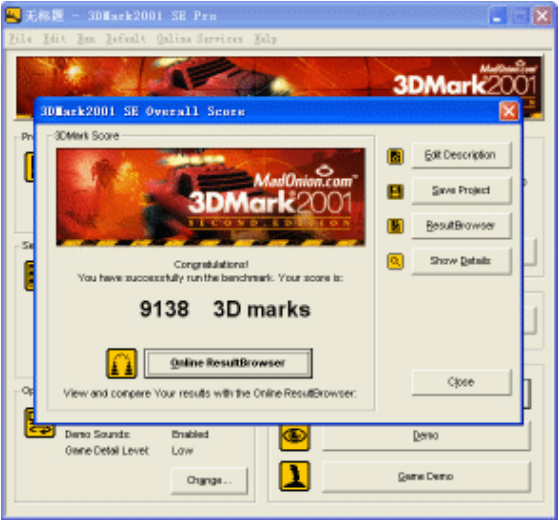 无标题 - 3DMark2001 SE Pro
File Edit Run Default Online Services Help
MadOnion.com
3DMark2001
3DMark2001 SE Overall Score
3DMark Score
MadOnion.com
3DMark2001
SECOND EDITION
Congratulations!
You have successfully run the benchmark. Your score is:
9138 3D marks
Online ResultBrowser
View and compare Your results with the Online ResultBrowser.
Edit Description
Save Project
ResultBrowser
Show Details
Close
Pr
Se
Op
Demo Sounds: Enabled
Game Detail Level: Low
Change...
Demo
Game Demo